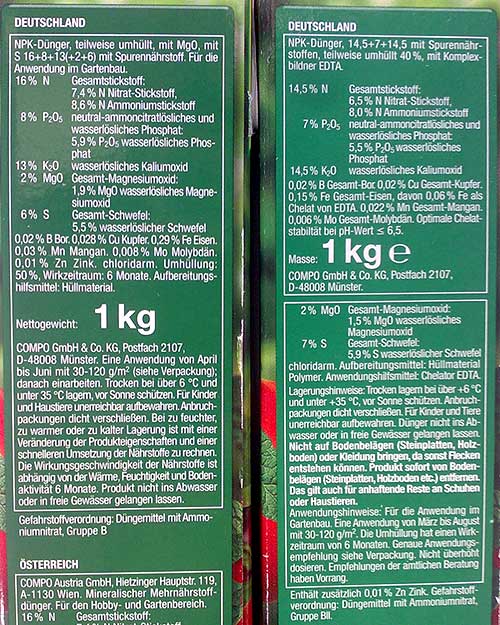 DEUTSCHLAND
NPK-Dünger, teilweise umhüllt, mit MgO, mit
S 16+8+13(+2+6) mit Spurennährstoff. Für die
Anwendung im Gartenbau.
16% N Gesamtstickstoff:
7,4% N Nitrat-Stickstoff,
8,6% N Ammoniumstickstoff
8% P₂O₅ neutral-ammoncitratlösliches und
wasserlösliches Phosphat:
5,9% P₂O₅ wasserlösliches Phos-
phat
13% K₂O wasserlösliches Kaliumoxid
2% MgO Gesamt-Magnesiumoxid:
1,9% MgO wasserlösliches Magne-
siumoxid
6% S Gesamt-Schwefel:
5,5% wasserlöslicher Schwefel
0,02% B Bor. 0,028% Cu Kupfer. 0,29% Fe Eisen.
0,03% Mn Mangan. 0,008% Mo Molybdän.
0,01% Zn Zink. chloridarm. Umhüllung:
50%, Wirkzeitraum: 6 Monate. Aufbereitungs-
hilfsmittel: Hüllmaterial.
Nettogewicht: 1 kg
COMPO GmbH & Co. KG, Postfach 2107,
D-48008 Münster. Eine Anwendung von April
bis Juni mit 30-120 g/m² (siehe Verpackung);
danach einarbeiten. Trocken bei über 6 °C und
unter 35 °C lagern, vor Sonne schützen. Für Kinder
und Haustiere unerreichbar aufbewahren. Anbruch-
packungen dicht verschließen. Bei zu feuchter,
zu warmer oder zu kalter Lagerung ist mit einer
Veränderung der Produkteigenschaften und einer
schnelleren Umsetzung der Nährstoffe zu rechnen.
Die Wirkungsgeschwindigkeit der Nährstoffe ist
abhängig von der Wärme, Feuchtigkeit und Boden-
aktivität 6 Monate. Produkt nicht ins Abwasser
oder in freie Gewässer gelangen lassen.
Gefahrstoffverordnung: Düngemittel mit Ammo-
niumnitrat, Gruppe B
ÖSTERREICH
COMPO Austria GmbH, Hietzinger Hauptstr. 119,
A-1130 Wien. Mineralischer Mehrnährstoff-
dünger. Für den Hobby- und Gartenbereich.
16% N Gesamtstickstoff:
DEUTSCHLAND
NPK-Dünger, 14,5+7+14,5 mit Spurennähr-
stoffen, teilweise umhüllt 40%, mit Komplex-
bildner EDTA.
14,5% N Gesamtstickstoff:
6,5% N Nitrat-Stickstoff,
8,0% N Ammoniumstickstoff
7% P₂O₅ neutral-ammoncitratlösliches und
wasserlösliches Phosphat:
5,5% P₂O₅ wasserlösliches
Phosphat
14,5% K₂O wasserlösliches Kaliumoxid
0,02% B Gesamt-Bor. 0,02% Cu Gesamt-Kupfer.
0,15% Fe Gesamt-Eisen, davon 0,06% Fe als
Chelat von EDTA. 0,022% Mn Gesamt-Mangan.
0,006% Mo Gesamt-Molybdän. Optimale Chelat-
stabilität bei pH-Wert ≤ 6,5.
Masse: 1 kg ℮
COMPO GmbH & Co. KG, Postfach 2107,
D-48008 Münster.
2% MgO Gesamt-Magnesiumoxid:
1,5% MgO wasserlösliches
Magnesiumoxid
7% S Gesamt-Schwefel:
5,9% S wasserlöslicher Schwefel
chloridarm. Aufbereitungsmittel: Hüllmaterial
Polymer. Anwendungshilfsmittel: Chelator EDTA.
Lagerungshinweise: Trocken lagern bei über +6 °C
und unter +35 °C, vor Sonne schützen. Anbruch-
packungen dicht verschließen. Für Kinder und Tiere
unerreichbar aufbewahren. Dünger nicht ins Ab-
wasser oder in freie Gewässer gelangen lassen.
Nicht auf Bodenbelägen (Steinplatten, Holz-
boden) oder Kleidung bringen, da sonst Flecken
entstehen können. Produkt sofort von Boden-
belägen (Steinplatten, Holzboden etc.) entfernen.
Das gilt auch für anhaftende Reste an Schuhen
oder Haustieren.
Anwendungshinweise: Für die Anwendung im
Gartenbau. Eine Anwendung von März bis August
mit 30-120 g/m². Die Umhüllung hat einen Wirk-
zeitraum von 6 Monaten. Genaue Anwendungs-
empfehlung siehe Verpackung. Nicht überhöht
dosieren. Empfehlungen der amtlichen Beratung
haben Vorrang.
Enthält zusätzlich 0,01% Zn Zink. Gefahrstoff-
verordnung: Düngemittel mit Ammoniumnitrat,
Gruppe BII.